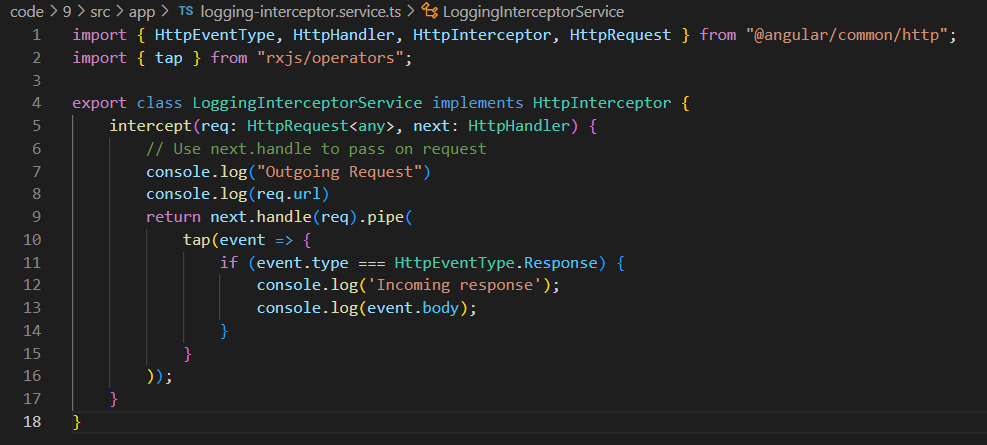 code > 9 > src > app > TS logging-interceptor.service.ts > LoggingInterceptorService
1 import { HttpEventType, HttpHandler, HttpInterceptor, HttpRequest } from "@angular/common/http";
2 import { tap } from "rxjs/operators";
3
4 export class LoggingInterceptorService implements HttpInterceptor {
5     intercept(req: HttpRequest<any>, next: HttpHandler) {
6         // Use next.handle to pass on request
7         console.log("Outgoing Request")
8         console.log(req.url)
9         return next.handle(req).pipe(
10             tap(event => {
11                 if (event.type === HttpEventType.Response) {
12                     console.log('Incoming response');
13                     console.log(event.body);
14                 }
15             }
16         ));
17     }
18 }